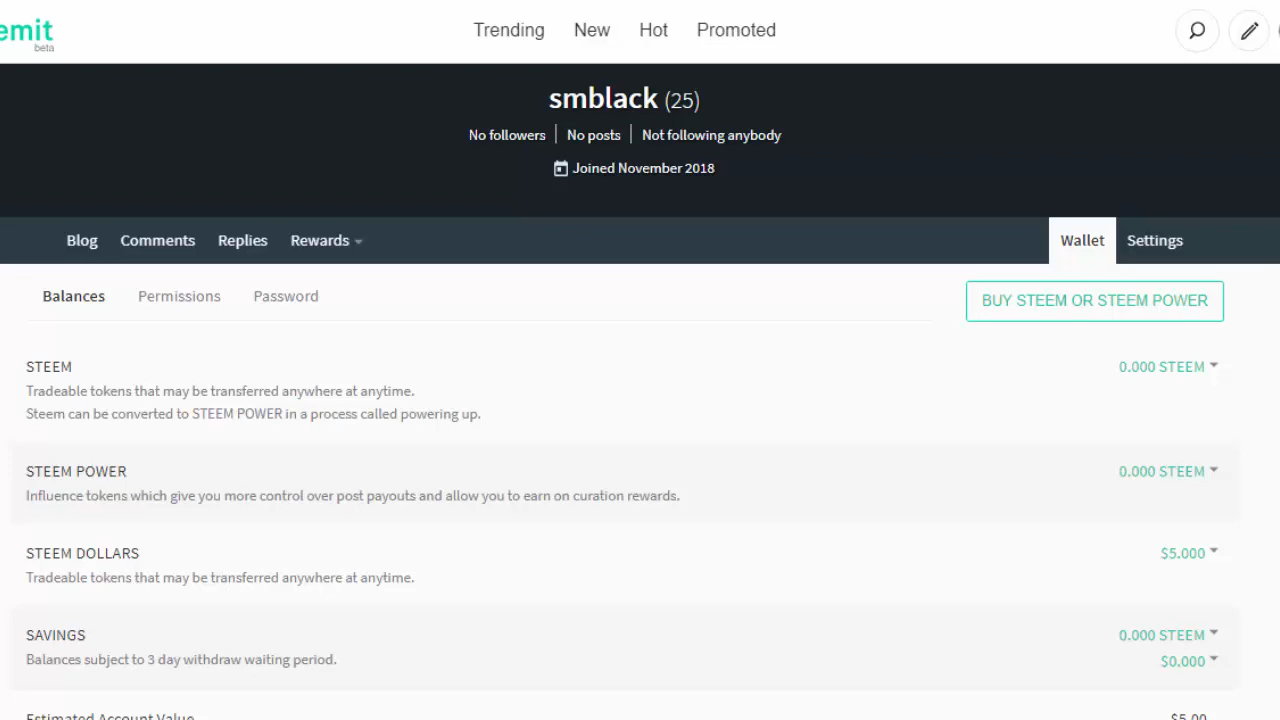 emit
beta
Trending New Hot Promoted
smblack (25)
No followers No posts Not following anybody
Joined November 2018
Blog Comments Replies Rewards Wallet Settings
Balances Permissions Password
BUY STEEM OR STEEM POWER
STEEM 0.000 STEEM
Tradeable tokens that may be transferred anywhere at anytime.
Steem can be converted to STEEM POWER in a process called powering up.
STEEM POWER 0.000 STEEM
Influence tokens which give you more control over post payouts and allow you to earn on curation rewards.
STEEM DOLLARS $5.000
Tradeable tokens that may be transferred anywhere at anytime.
SAVINGS 0.000 STEEM
Balances subject to 3 day withdraw waiting period. $0.000
Estimated Account Value $5.00